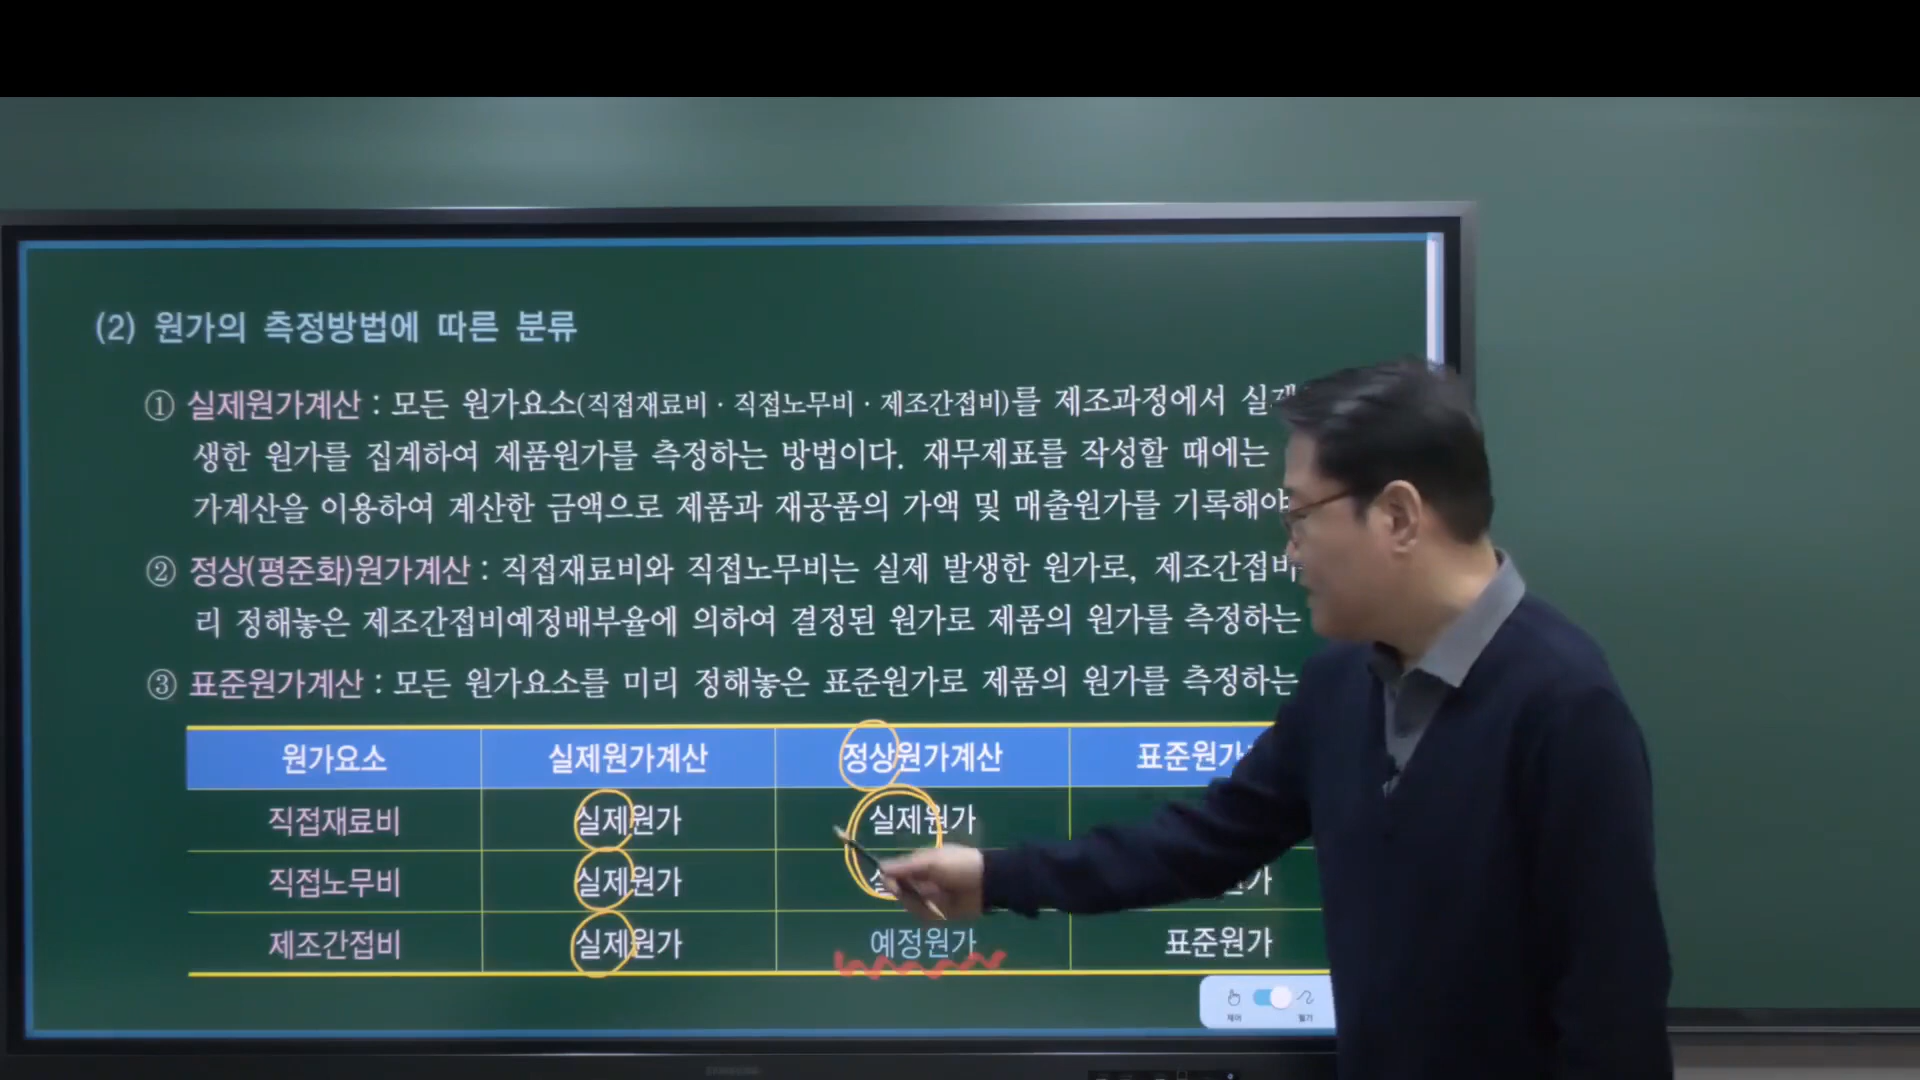 (2) 원가의 측정방법에 따른 분류
① 실제원가계산 : 모든 원가요소(직접재료비 · 직접노무비 · 제조간접비)를 제조과정에서
생한 원가를 집계하여 제품원가를 측정하는 방법이다. 재무제표를 작성할 때에는
가계산을 이용하여 계산한 금액으로 제품과 재공품의 가액 및 매출원가를 기록해야
② 정상(평준화)원가계산 : 직접재료비와 직접노무비는 실제 발생한 원가로, 제조간접비
리 정해놓은 제조간접비예정배부율에 의하여 결정된 원가로 제품의 원가를 측정하는
③ 표준원가계산 : 모든 원가요소를 미리 정해놓은 표준원가로 제품의 원가를 측정하는
원가요소 실제원가계산 정상원가계산 표준원가
직접재료비 실제원가 실제원가
직접노무비 실제원가
제조간접비 실제원가 예정원가 표준원가
제어 필기
SAMSUNG